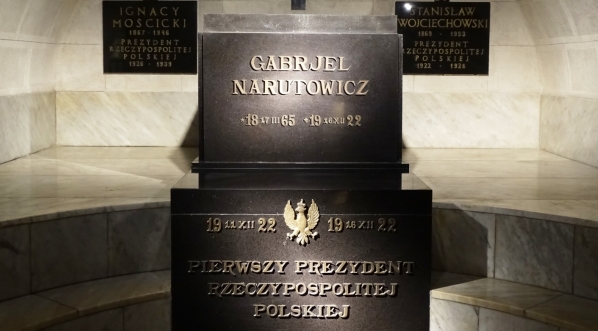 IGNACY
MOŚCICKI
1867 - 1946
PREZYDENT
RZECZYPOSPOLITEJ
POLSKIEJ
1926 - 1939
GABRJEL
NARUTOWICZ
*18 17 III 65 +19 16 XII 22
19 11 XII 22 19 16 XII 22
PIERWSZY PREZYDENT
RZECZYPOSPOLITEJ
POLSKIEJ
STANISŁAW
WOJCIECHOWSKI
1869 - 1953
PREZYDENT
RZECZYPOSPOLITEJ
POLSKIEJ
1922 - 1926